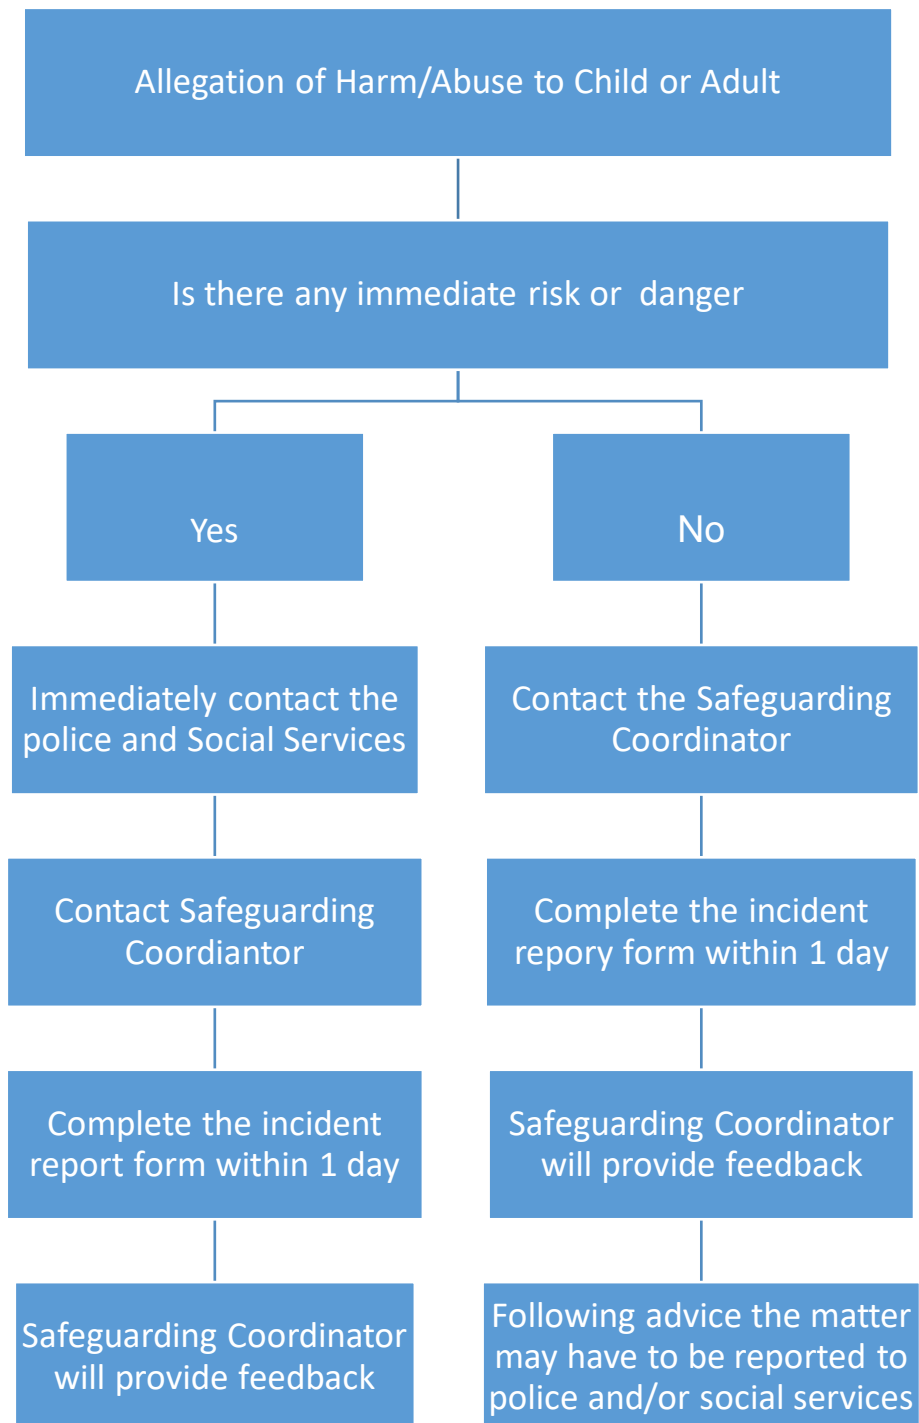 Allegation of Harm/Abuse to Child or Adult
Is there any immediate risk or  danger
Yes
No
Immediately contact the
police and Social Services
Contact the Safeguarding
Coordinator
Contact Safeguarding
Coordiantor
Complete the incident
repory form within 1 day
Complete the incident
report form within 1 day
Safeguarding Coordinator
will provide feedback
Safeguarding Coordinator
will provide feedback
Following advice the matter
may have to be reported to
police and/or social services